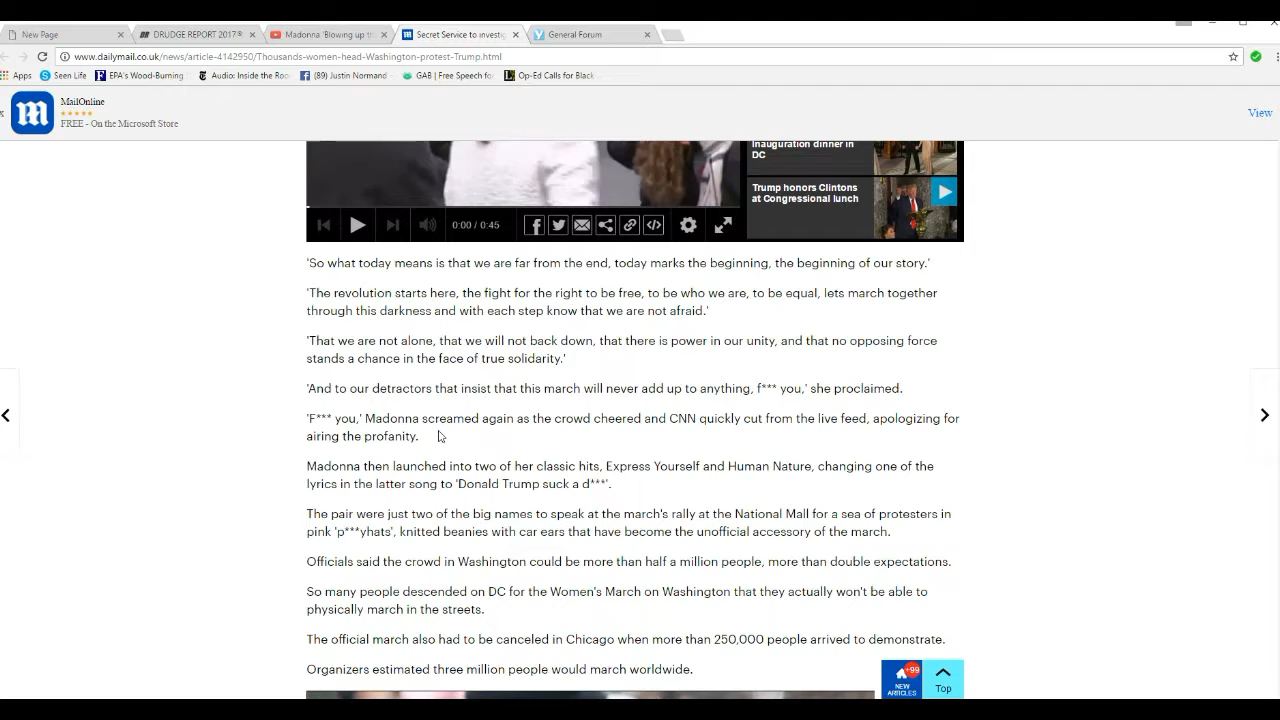 New Page
DRUDGE REPORT 2017®
Madonna 'Blowing up th
Secret Service to investig
General Forum
www.dailymail.co.uk/news/article-4142950/Thousands-women-head-Washington-protest-Trump.html
Apps
Seen Life
EPA's Wood-Burning
Audio: Inside the Roo
(89) Justin Normand
GAB | Free Speech fo
Op-Ed Calls for Black
MailOnline
FREE - On the Microsoft Store
View
Inauguration dinner in
DC
Trump honors Clintons
at Congressional lunch
0:00 / 0:45
'So what today means is that we are far from the end, today marks the beginning, the beginning of our story.'
'The revolution starts here, the fight for the right to be free, to be who we are, to be equal, lets march together
through this darkness and with each step know that we are not afraid.'
'That we are not alone, that we will not back down, that there is power in our unity, and that no opposing force
stands a chance in the face of true solidarity.'
'And to our detractors that insist that this march will never add up to anything, f*** you,' she proclaimed.
'F*** you,' Madonna screamed again as the crowd cheered and CNN quickly cut from the live feed, apologizing for
airing the profanity.
Madonna then launched into two of her classic hits, Express Yourself and Human Nature, changing one of the
lyrics in the latter song to 'Donald Trump suck a d***'.
The pair were just two of the big names to speak at the march's rally at the National Mall for a sea of protesters in
pink 'p***yhats', knitted beanies with car ears that have become the unofficial accessory of the march.
Officials said the crowd in Washington could be more than half a million people, more than double expectations.
So many people descended on DC for the Women's March on Washington that they actually won't be able to
physically march in the streets.
The official march also had to be canceled in Chicago when more than 250,000 people arrived to demonstrate.
Organizers estimated three million people would march worldwide.
+99
NEW
ARTICLES
Top